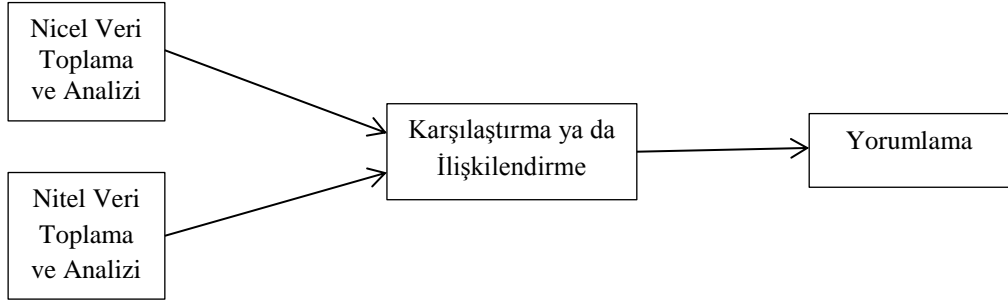 Nicel Veri
Toplama
ve Analizi
Nitel Veri
Toplama
ve Analizi
Karşılaştırma ya da
İlişkilendirme
Yorumlama